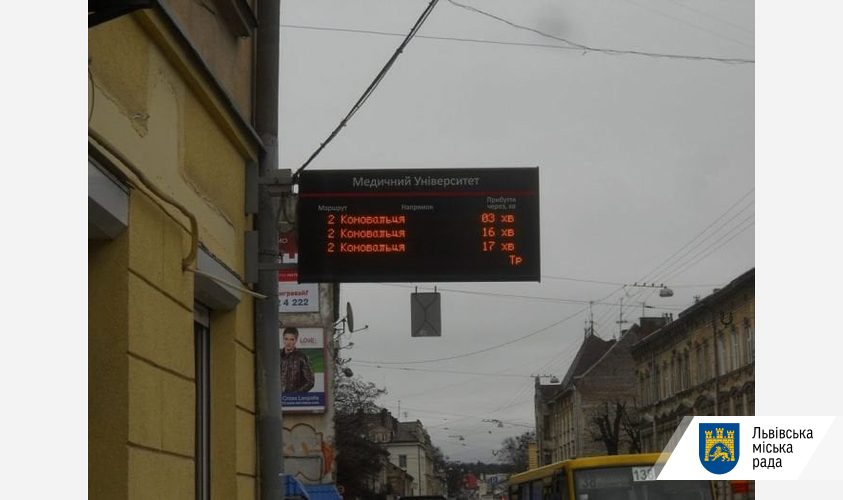 Медичний Університет
Маршрут Напрямок Прибуття через, хв
2 Коновальця 03 хв
2 Коновальця 16 хв
2 Коновальця 17 хв
Тр
4 222
LOVE:
138
Львівська
міська
рада